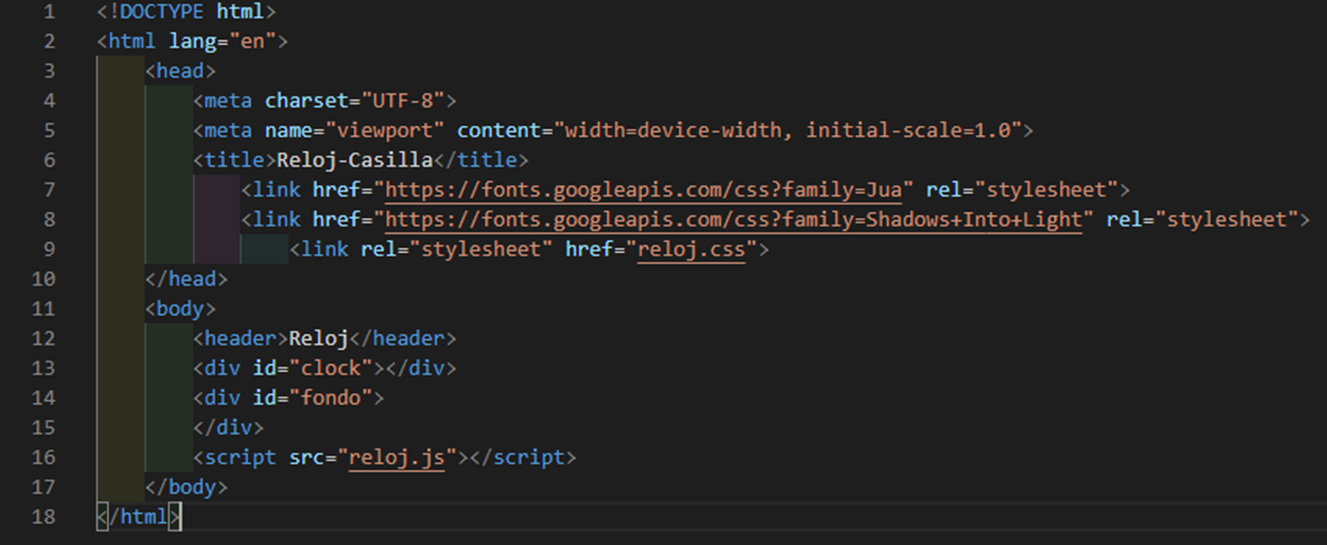 1 <!DOCTYPE html>
2 <html lang="en">
3 <head>
4 <meta charset="UTF-8">
5 <meta name="viewport" content="width=device-width, initial-scale=1.0">
6 <title>Reloj-Casilla</title>
7 <link href="https://fonts.googleapis.com/css?family=Jua" rel="stylesheet">
8 <link href="https://fonts.googleapis.com/css?family=Shadows+Into+Light" rel="stylesheet">
9 <link rel="stylesheet" href="reloj.css">
10 </head>
11 <body>
12 <header>Reloj</header>
13 <div id="clock"></div>
14 <div id="fondo">
15 </div>
16 <script src="reloj.js"></script>
17 </body>
18 </html>